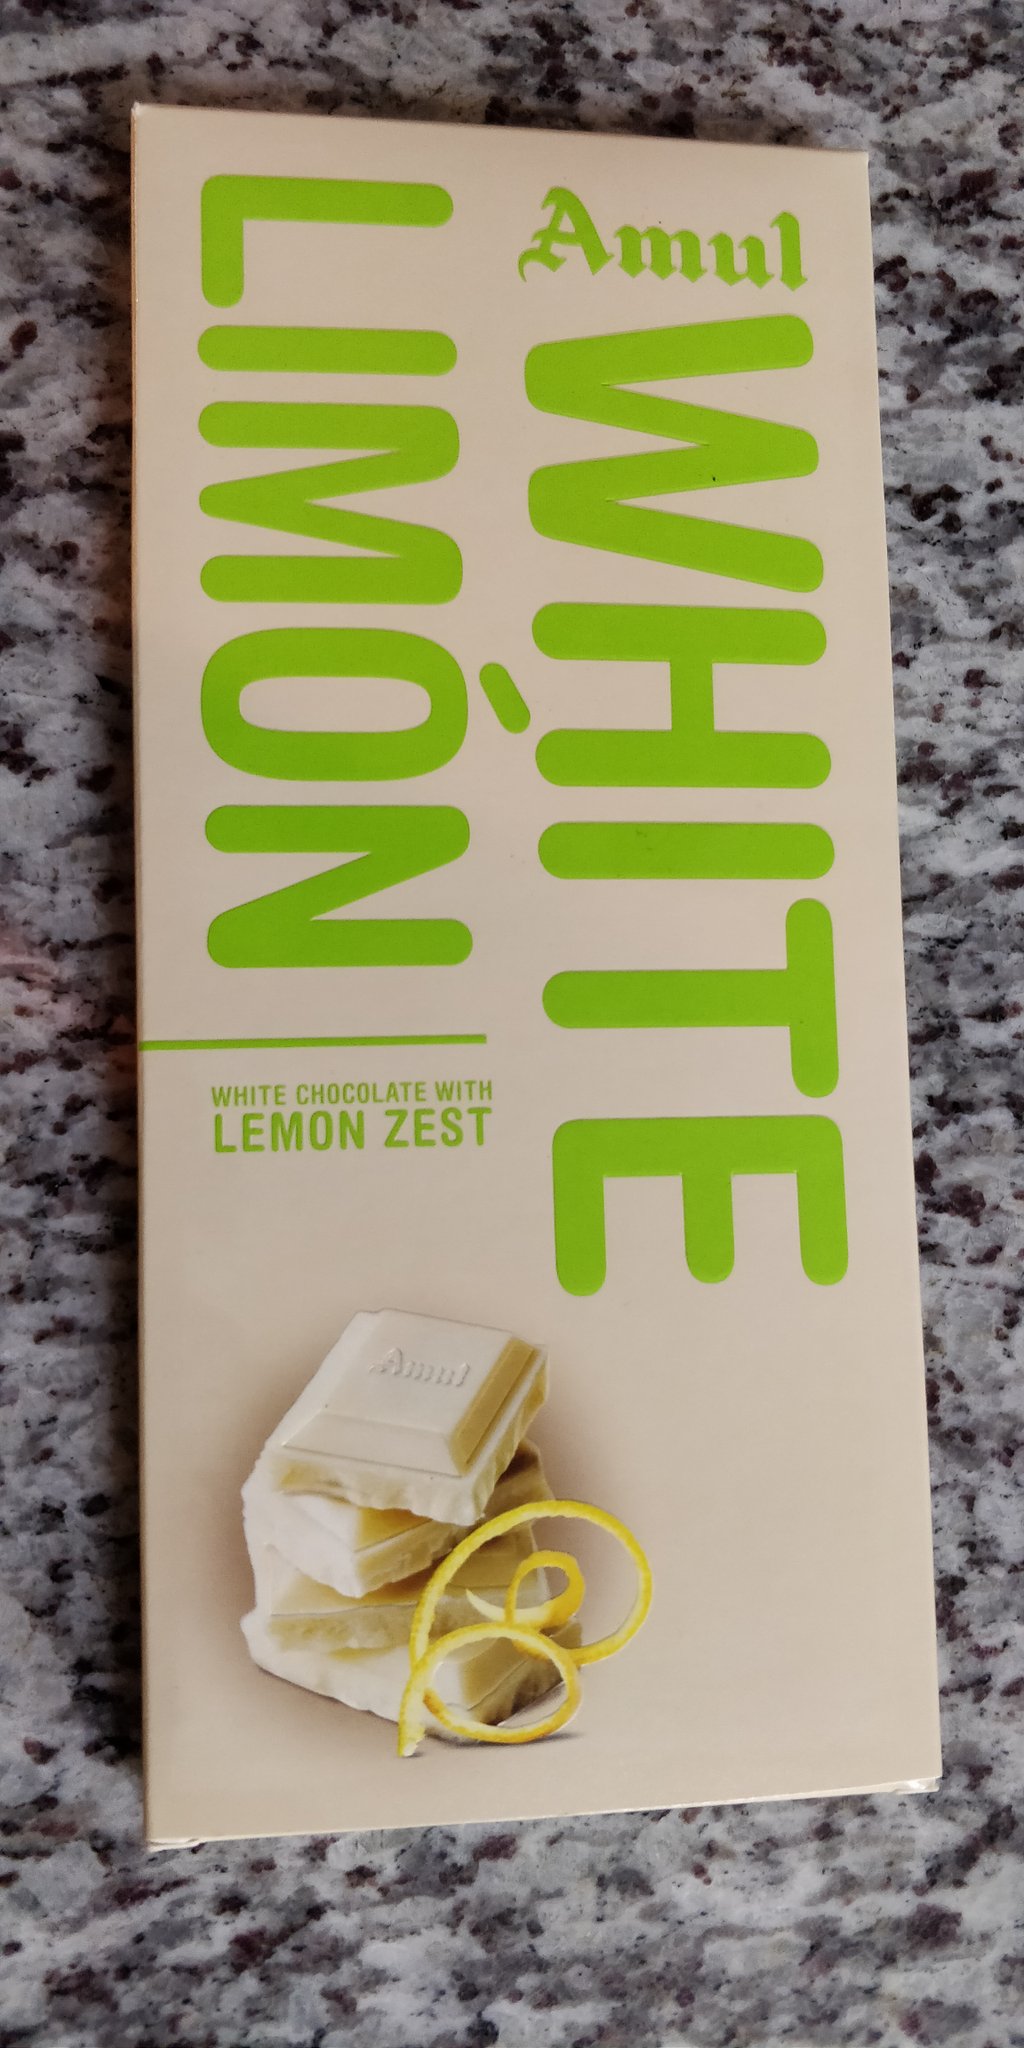 Amul
WHITE
LIMÓN
WHITE CHOCOLATE WITH
LEMON ZEST
Amul